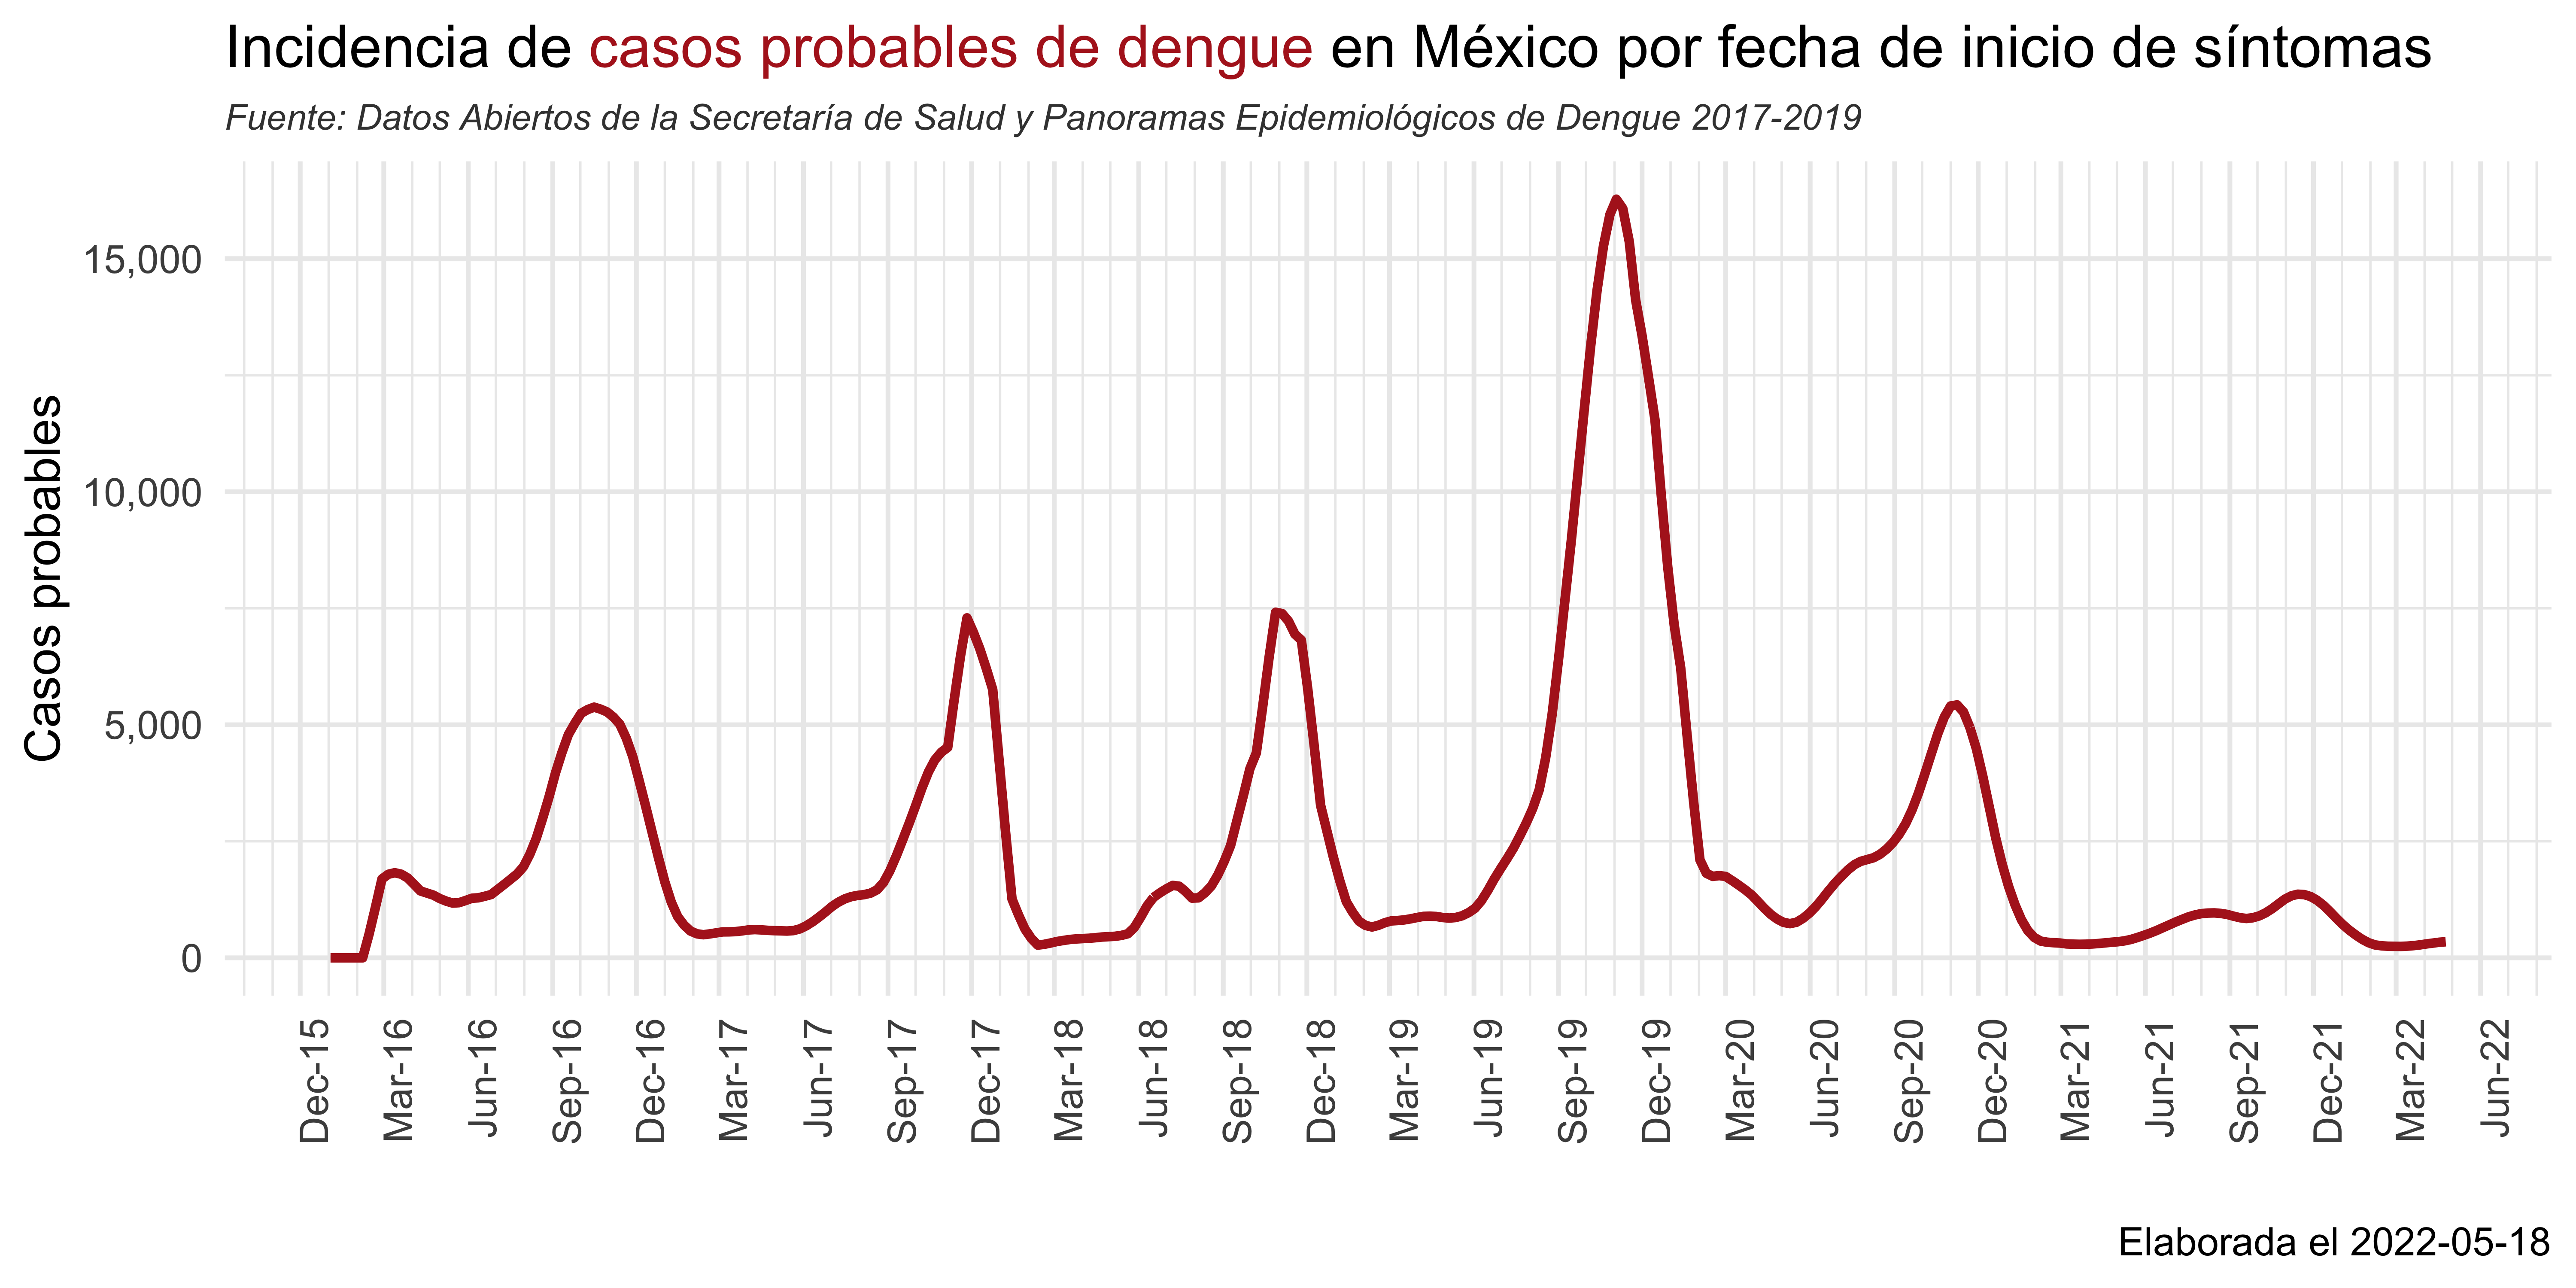 Incidencia de casos probables de dengue en México por fecha de inicio de síntomas
Fuente: Datos Abiertos de la Secretaría de Salud y Panoramas Epidemiológicos de Dengue 2017-2019
Casos probables
15,000
10,000
5,000
0
Dec-15
Mar-16
Jun-16
Sep-16
Dec-16
Mar-17
Jun-17
Sep-17
Dec-17
Mar-18
Jun-18
Sep-18
Dec-18
Mar-19
Jun-19
Sep-19
Dec-19
Mar-20
Jun-20
Sep-20
Dec-20
Mar-21
Jun-21
Sep-21
Dec-21
Mar-22
Jun-22
Elaborada el 2022-05-18